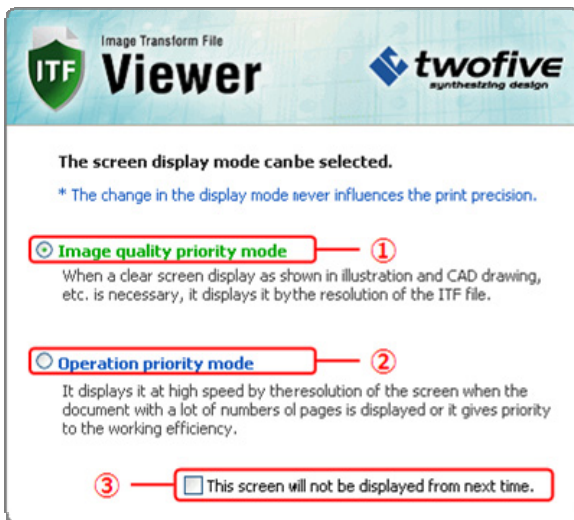 ITF
Image Transform File
Viewer
twofive
synthesizing design
The screen display mode canbe selected.
* The change in the display mode never influences the print precision.
Image quality priority mode ①
When a clear screen display as shown in illustration and CAD drawing,
etc. is necessary, it displays it bythe resolution of the ITF file.
Operation priority mode ②
It displays it at high speed by theresolution of the screen when the
document with a lot of numbers ol pages is displayed or it gives priority
to the working efficiency.
③ This screen will not be displayed from next time.